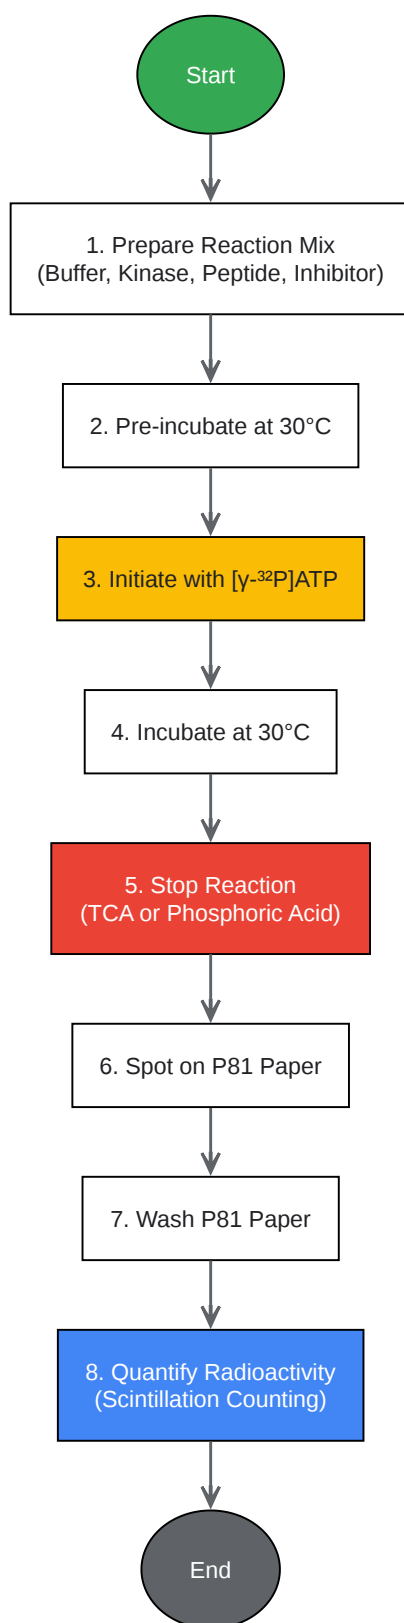 Start
1. Prepare Reaction Mix
(Buffer, Kinase, Peptide, Inhibitor)
2. Pre-incubate at 30°C
3. Initiate with [γ-³²P]ATP
4. Incubate at 30°C
5. Stop Reaction
(TCA or Phosphoric Acid)
6. Spot on P81 Paper
7. Wash P81 Paper
8. Quantify Radioactivity
(Scintillation Counting)
End